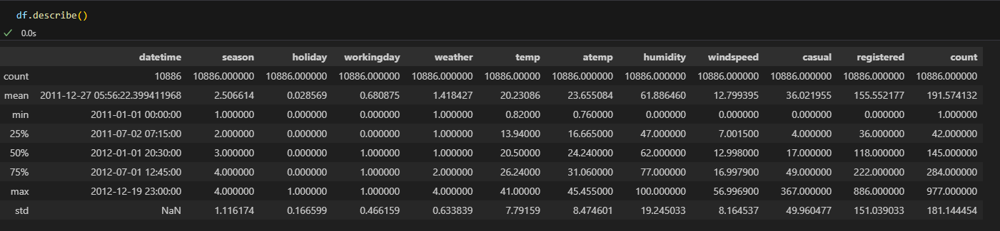 df.describe()
0.0s
datetime season holiday workingday weather temp atemp humidity windspeed casual registered count
count 10886 10886.000000 10886.000000 10886.000000 10886.000000 10886.00000 10886.000000 10886.000000 10886.000000 10886.000000 10886.000000 10886.000000
mean 2011-12-27 05:56:22.399411968 2.506614 0.028569 0.680875 1.418427 20.23086 23.655084 61.886460 12.799395 36.021955 155.552177 191.574132
min 2011-01-01 00:00:00 1.000000 0.000000 0.000000 1.000000 0.82000 0.760000 0.000000 0.000000 0.000000 0.000000 1.000000
25% 2011-07-02 07:15:00 2.000000 0.000000 0.000000 1.000000 13.94000 16.665000 47.000000 7.001500 4.000000 36.000000 42.000000
50% 2012-01-01 20:30:00 3.000000 0.000000 1.000000 1.000000 20.50000 24.240000 62.000000 12.998000 17.000000 118.000000 145.000000
75% 2012-07-01 12:45:00 4.000000 0.000000 1.000000 2.000000 26.24000 31.060000 77.000000 16.997900 49.000000 222.000000 284.000000
max 2012-12-19 23:00:00 4.000000 1.000000 1.000000 4.000000 41.00000 45.455000 100.000000 56.996900 367.000000 886.000000 977.000000
std NaN 1.116174 0.166599 0.466159 0.633839 7.79159 8.474601 19.245033 8.164537 49.960477 151.039033 181.144454